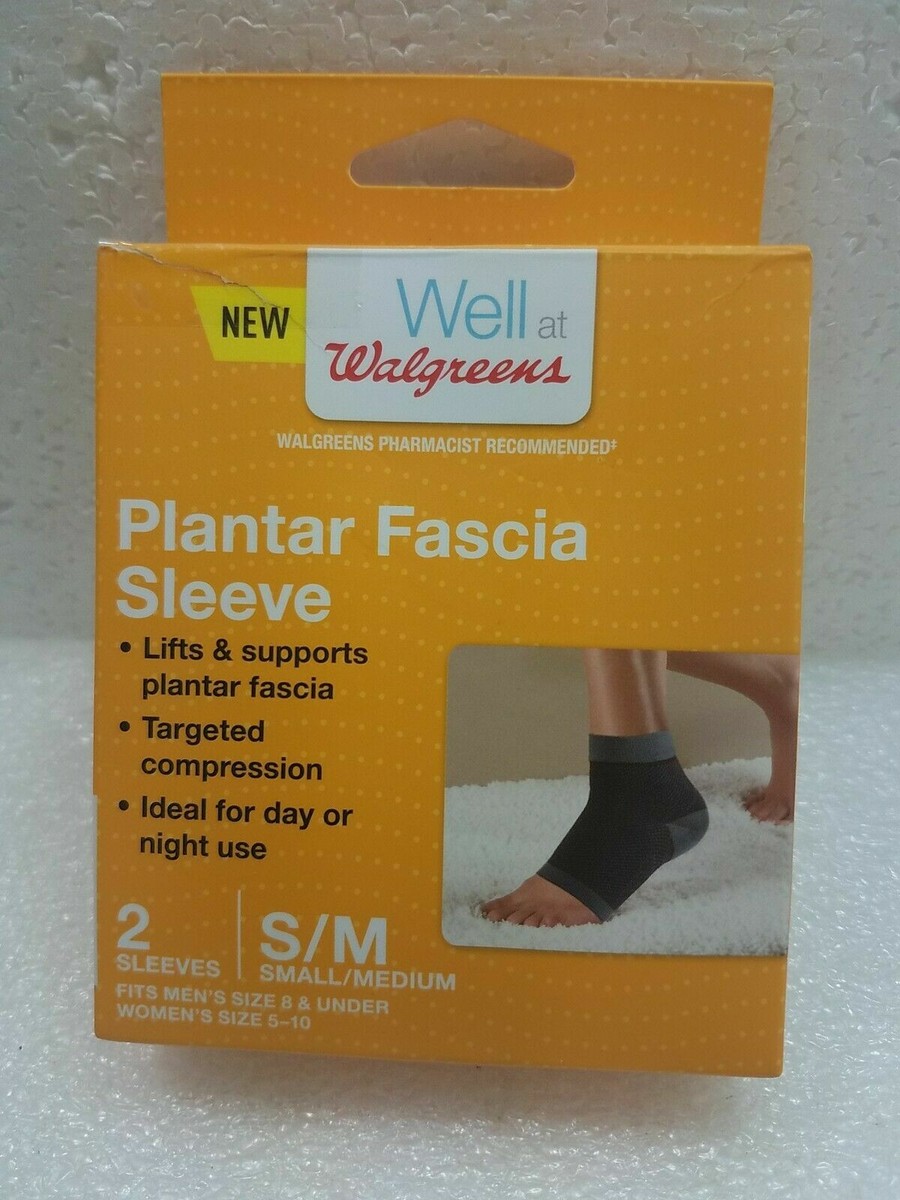 NEW
Well at
Walgreens
WALGREENS PHARMACIST RECOMMENDED‡
Plantar Fascia
Sleeve
• Lifts & supports
plantar fascia
• Targeted
compression
• Ideal for day or
night use
2
SLEEVES
S/M
SMALL/MEDIUM
FITS MEN'S SIZE 8 & UNDER
WOMEN'S SIZE 5–10